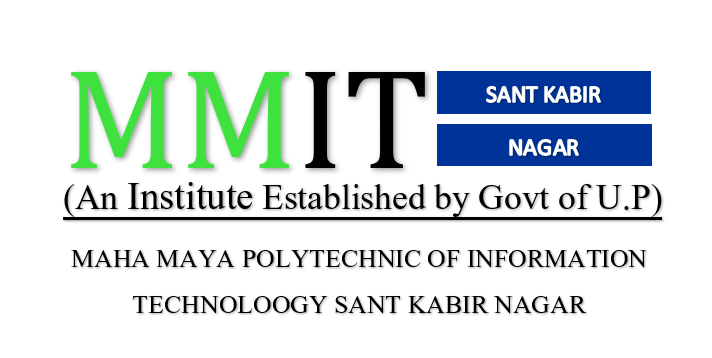 MMIT
SANT KABIR
NAGAR
(An Institute Established by Govt of U.P)
MAHA MAYA POLYTECHNIC OF INFORMATION
TECHNOLOOGY SANT KABIR NAGAR